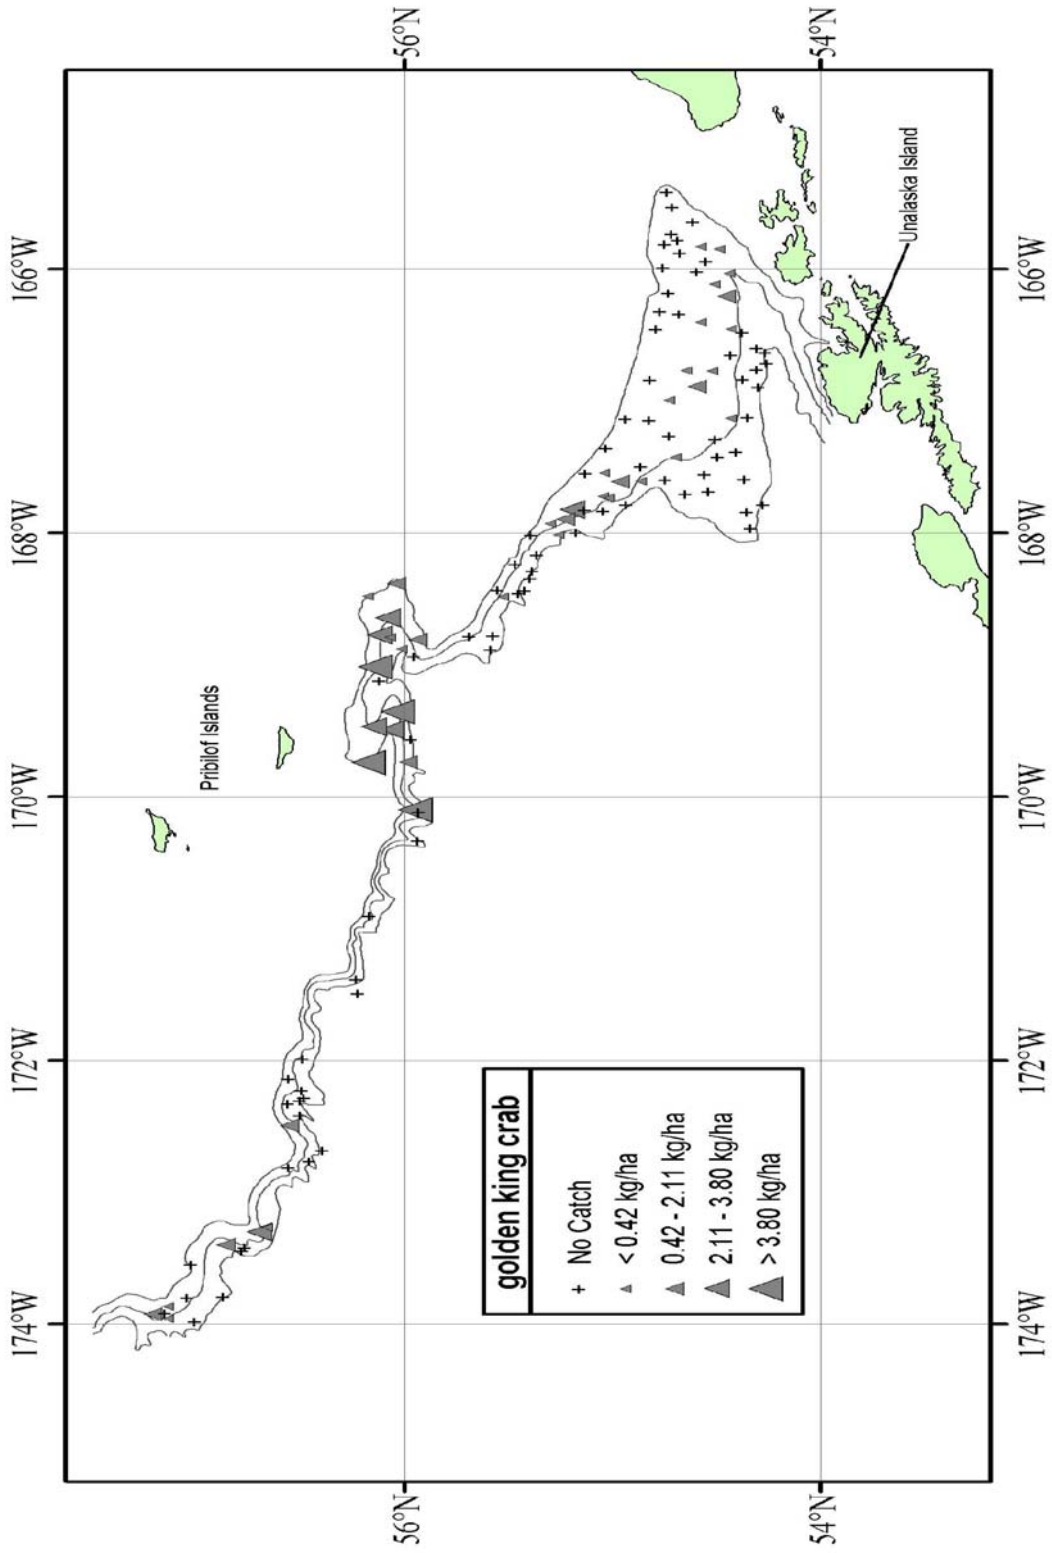 174°W
172°W
170°W
168°W
166°W
56°N
56°N
54°N
54°N
Pribilof Islands
Unalaska Island
golden king crab
No Catch
< 0.42 kg/ha
0.42 - 2.11 kg/ha
2.11 - 3.80 kg/ha
> 3.80 kg/ha
174°W
172°W
170°W
168°W
166°W